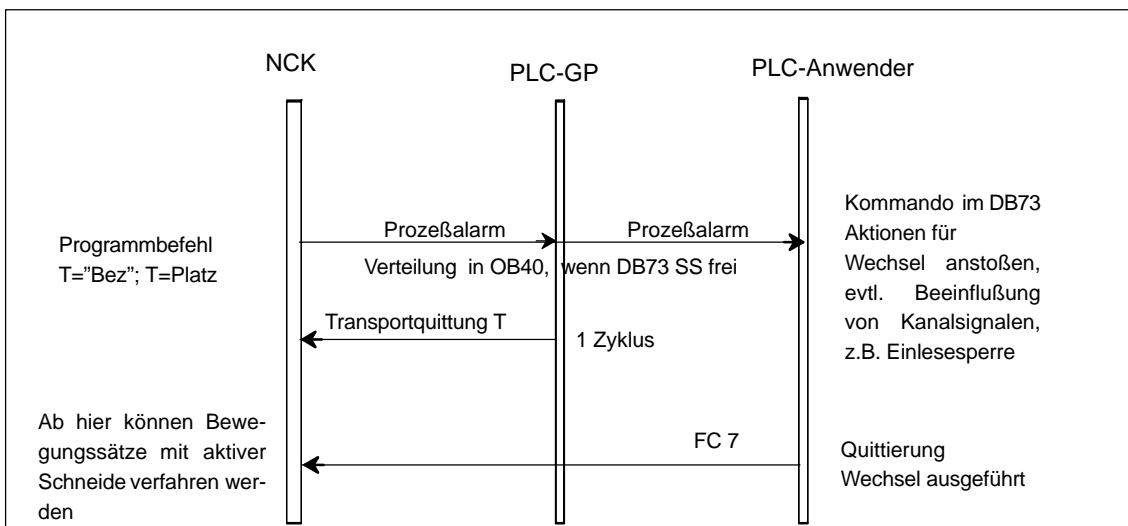 NCK
PLC-GP
PLC-Anwender
Programmbefehl
T=”Bez”; T=Platz
Prozeßalarm
Prozeßalarm
Verteilung in OB40, wenn DB73 SS frei
Kommando im DB73
Aktionen für
Wechsel anstoßen,
evtl. Beeinflußung
von Kanalsignalen,
z.B. Einlesesperre
Transportquittung T
1 Zyklus
Ab hier können Bewe-
gungssätze mit aktiver
Schneide verfahren wer-
den
FC 7
Quittierung
Wechsel ausgeführt